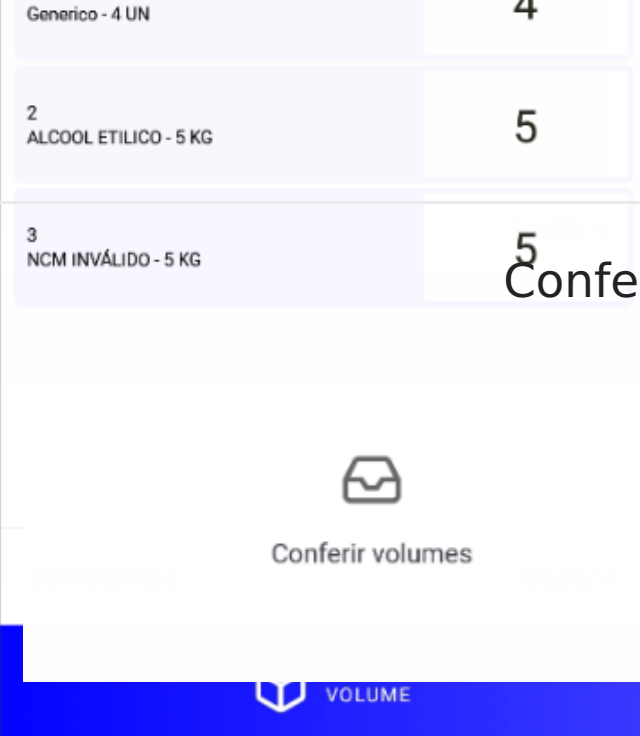 Generico - 4 UN
4
2
ALCOOL ETILICO - 5 KG
5
3
NCM INVÁLIDO - 5 KG
5
Confe
Conferir volumes
VOLUME